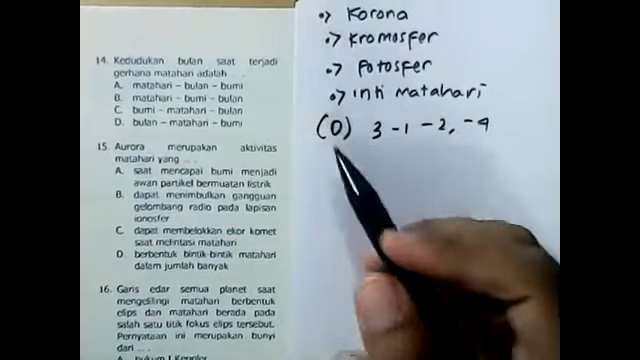 14. Kedudukan bulan saat terjadi
gerhana matahari adalah ....
A. matahari – bulan – bumi
B. matahari – bumi – bulan
C. bumi – matahari – bulan
D. bulan – matahari – bumi
15. Aurora merupakan aktivitas
matahari yang ....
A. saat mencapai bumi menjadi
awan partikel bermuatan listrik
B. dapat menimbulkan gangguan
gelombang radio pada lapisan
ionosfer
C. dapat membelokkan ekor komet
saat melintasi matahari
D. berbentuk bintik-bintik matahari
dalam jumlah banyak
16. Garis edar semua planet saat
mengelilingi matahari berbentuk
elips dan matahari berada pada
salah satu titik fokus elips tersebut.
Pernyataan ini merupakan bunyi
dari ....
A. hukum I Keppler
•> Korona
•> Kromosfer
•> Fotosfer
•> Inti matahari
(D) 3 - 1 - 2, - 4